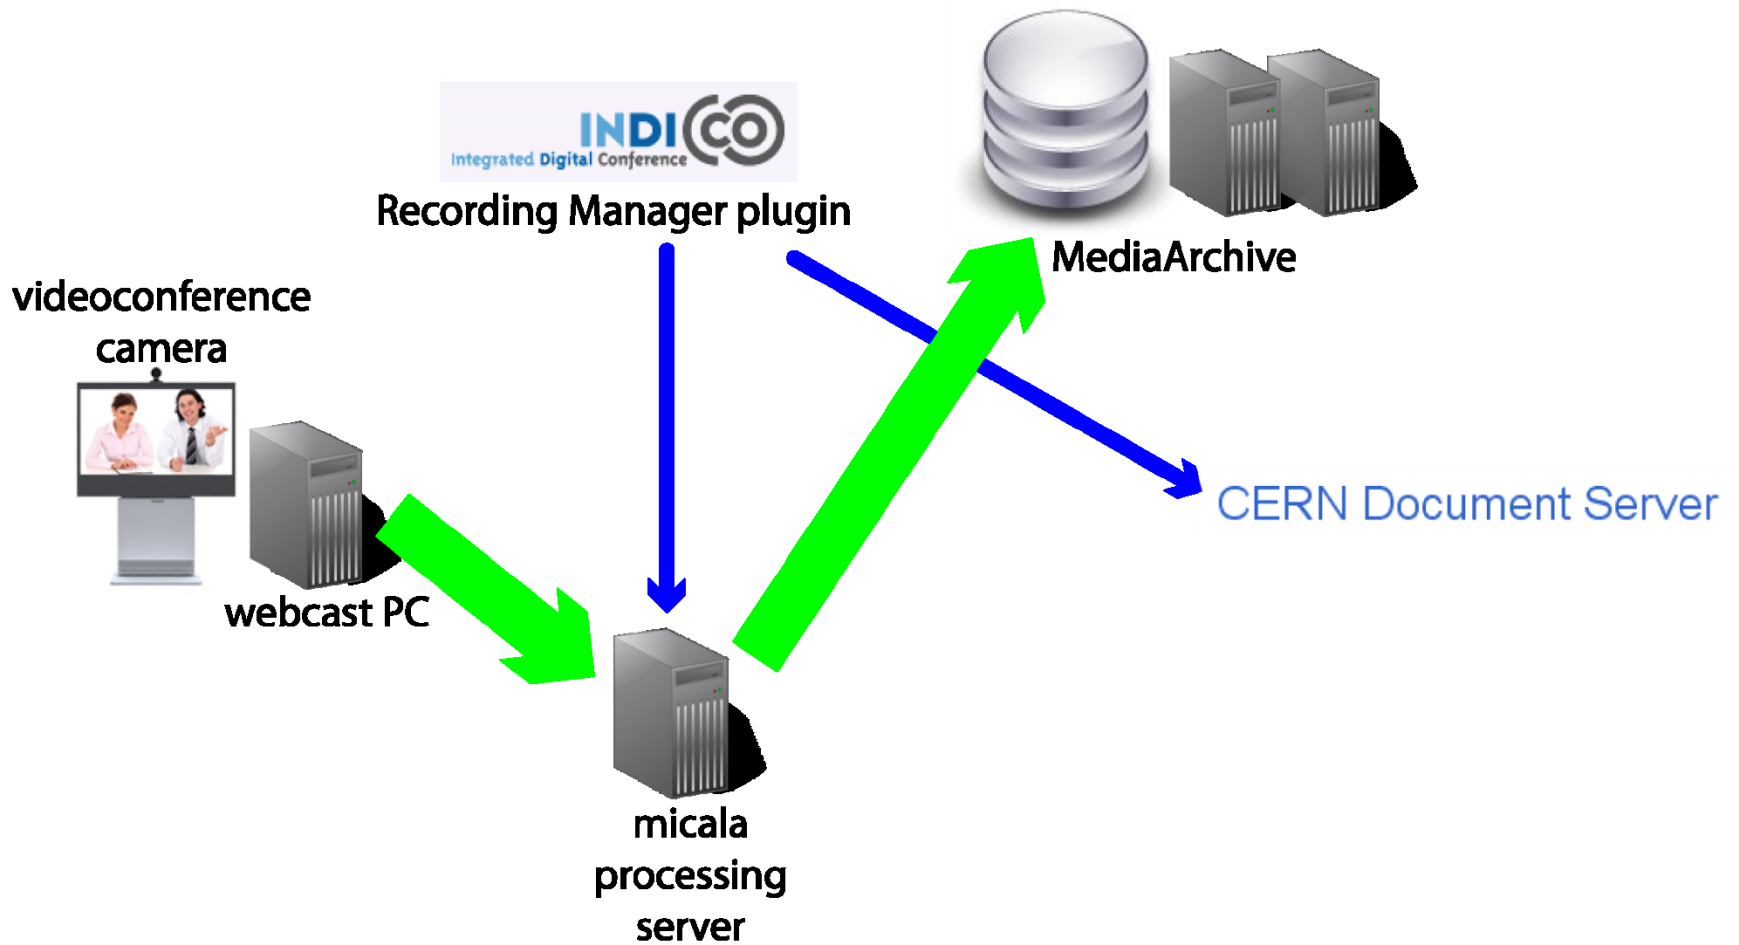 INDICO
Integrated Digital Conference
Recording Manager plugin
MediaArchive
videoconference
camera
webcast PC
CERN Document Server
micala
processing
server